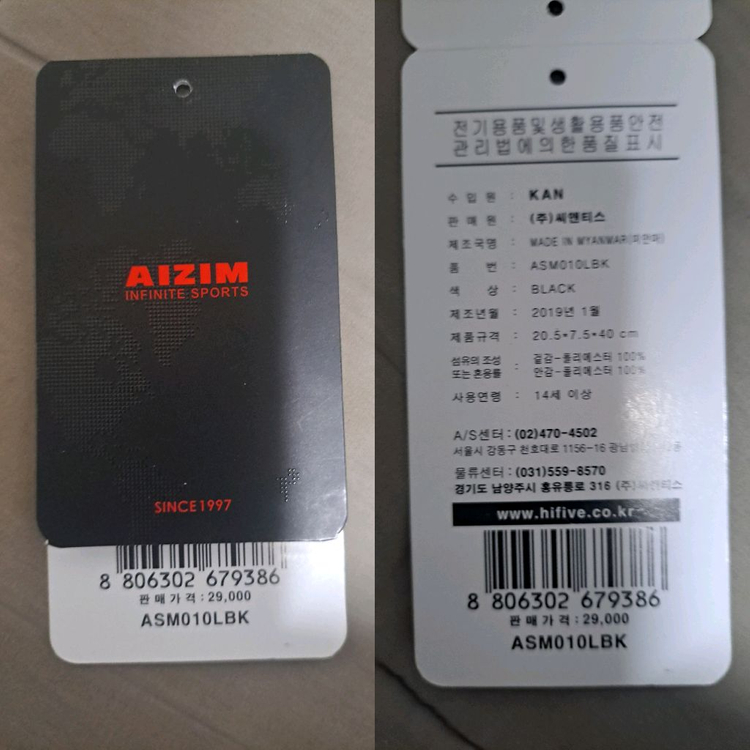 AIZIM
INFINITE SPORTS
SINCE1997
8 806302 679386
판매가격 : 29,000
ASM010LBK
전기용품및생활용품안전
관리법에의한품질표시
수 입 원 : KAN
판 매 원 : (주)씨앤티스
제조국명 : MADE IN MYANMAR(미얀마)
품 번 : ASM010LBK
색 상 : BLACK
제조년월 : 2019년 1월
제품규격 : 20.5*7.5*40 cm
섬유의 조성 또는 혼용률 : 겉감-폴리에스터 100%
안감-폴리에스터 100%
사용연령 : 14세 이상
A/S센터 : (02)470-4502
서울시 강동구 천호대로 1156-16
물류센터 : (031)559-8570
경기도 남양주시 홍유릉로 316 (주)씨앤티스
www.hifive.co.kr
8 806302 679386
판매가격 : 29,000
ASM010LBK